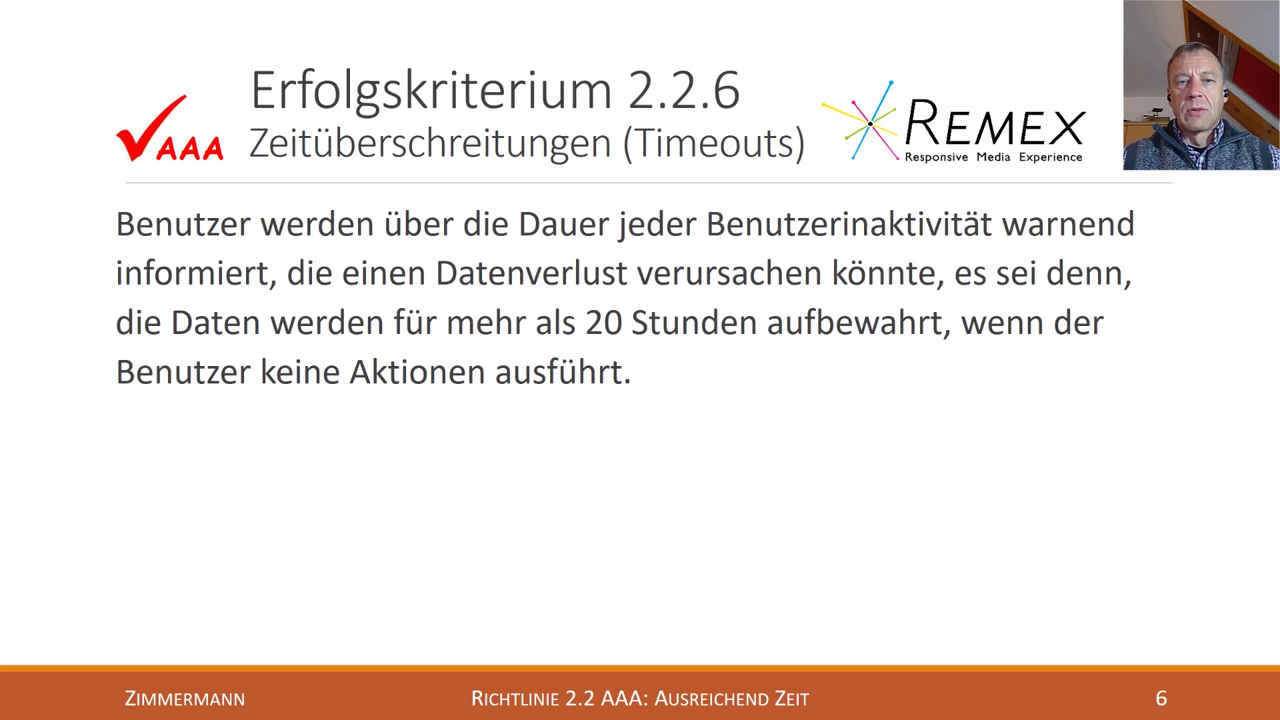 Erfolgskriterium 2.2.6
Zeitüberschreitungen (Timeouts)
AAA
REMEX
Responsive Media Experience
Benutzer werden über die Dauer jeder Benutzerinaktivität warnend
informiert, die einen Datenverlust verursachen könnte, es sei denn,
die Daten werden für mehr als 20 Stunden aufbewahrt, wenn der
Benutzer keine Aktionen ausführt.
ZIMMERMANN
RICHTLINIE 2.2 AAA: AUSREICHEND ZEIT
6